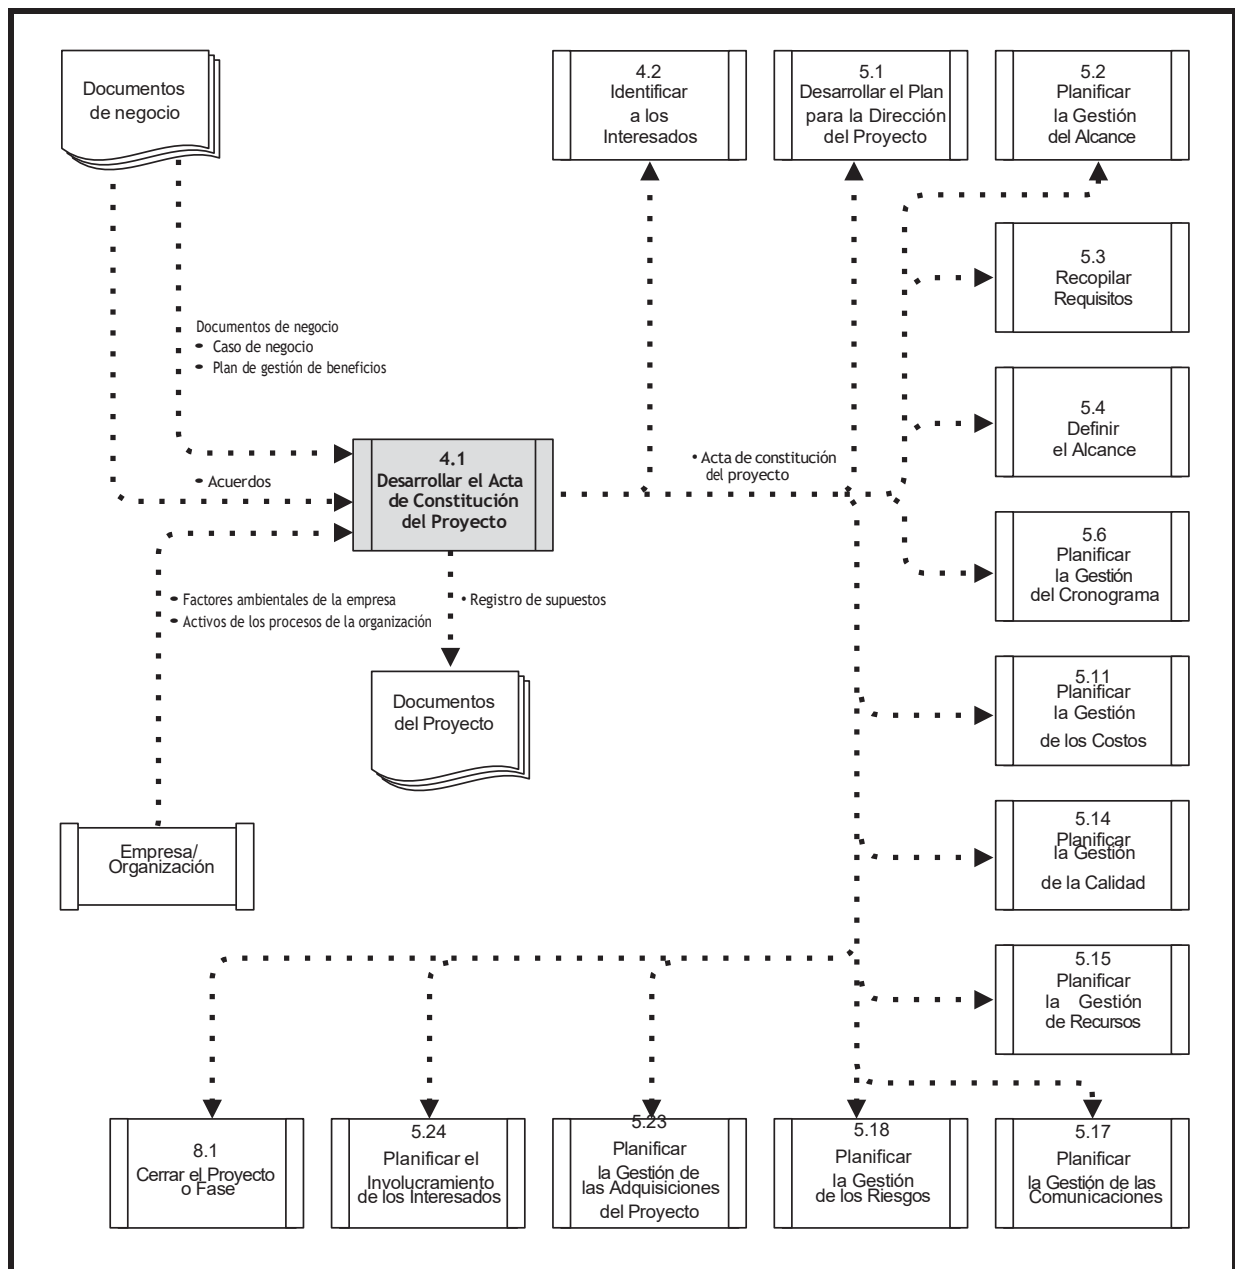 Documentos
de negocio
4.2
Identificar
a los
Interesados
5.1
Desarrollar el Plan
para la Dirección
del Proyecto
5.2
Planificar
la Gestión
del Alcance
5.3
Recopilar
Requisitos
Documentos de negocio
• Caso de negocio
• Plan de gestión de beneficios
5.4
Definir
el Alcance
4.1
Desarrollar el Acta
de Constitución
del Proyecto
• Acuerdos
• Acta de constitución
del proyecto
5.6
Planificar
la Gestión
del Cronograma
• Factores ambientales de la empresa
• Activos de los procesos de la organización
• Registro de supuestos
Documentos
del Proyecto
5.11
Planificar
la Gestión
de los Costos
5.14
Planificar
la Gestión
de la Calidad
Empresa/
Organización
5.15
Planificar
la Gestión
de Recursos
8.1
Cerrar el Proyecto
o Fase
5.24
Planificar el
Involucramiento
de los Interesados
5.23
Planificar
la Gestión de
las Adquisiciones
del Proyecto
5.18
Planificar
la Gestión
de los Riesgos
5.17
Planificar
la Gestión de las
Comunicaciones